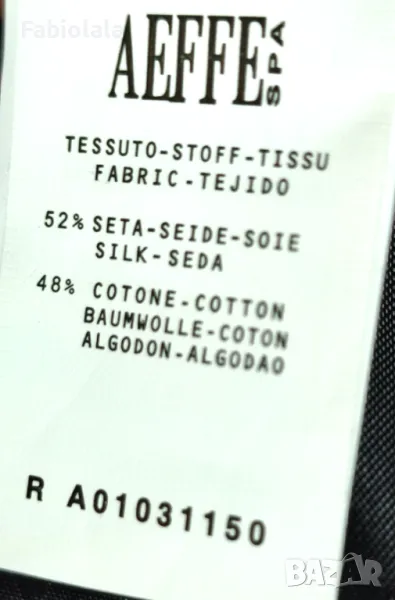 Fabiolala
AEFFE SPA
TESSUTO-STOFF-TISSU
FABRIC-TEJIDO
52% SETA-SEIDE-SOIE
SILK-SEDA
48% COTONE-COTTON
BAUMWOLLE-COTON
ALGODON-ALGODAO
R A01031150
BAZAR